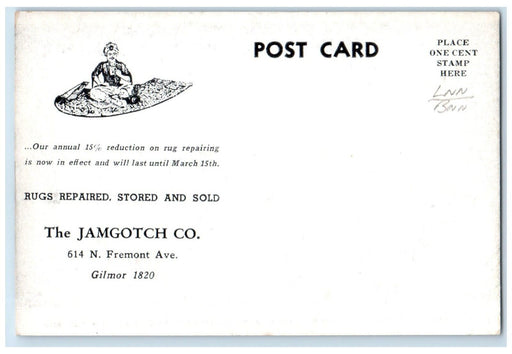 POST CARD
PLACE
ONE CENT
STAMP
HERE
...Our annual 15% reduction on rug repairing
is now in effect and will last until March 15th.
RUGS REPAIRED, STORED AND SOLD
The JAMGOTCH CO.
614 N. Fremont Ave.
Gilmor 1820